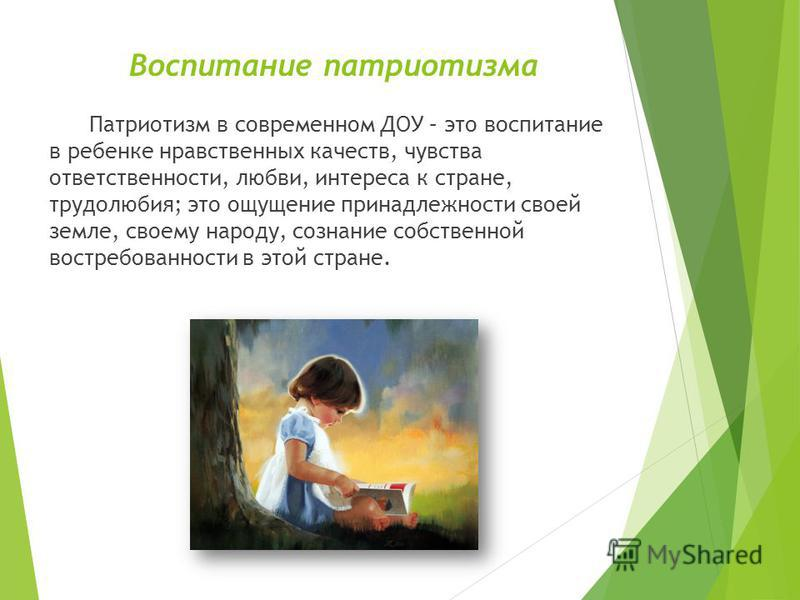 Воспитание патриотизма
Патриотизм в современном ДОУ – это воспитание
в ребенке нравственных качеств, чувства
ответственности, любви, интереса к стране,
трудолюбия; это ощущение принадлежности своей
земле, своему народу, сознание собственной
востребованности в этой стране.
MyShared